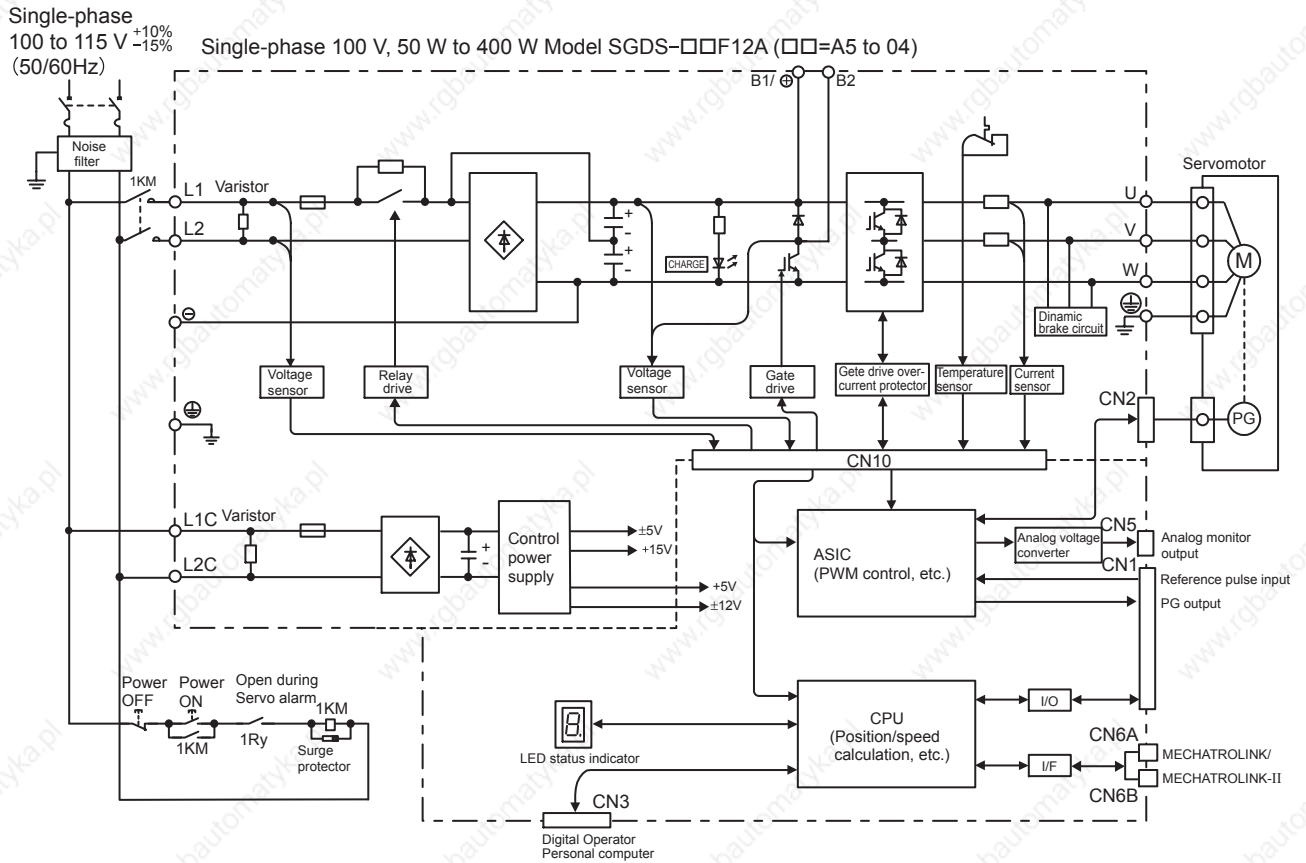 Single-phase
100 to 115 V +10% −15%
(50/60Hz)
Single-phase 100 V, 50 W to 400 W Model SGDS−□□F12A (□□=A5 to 04)
B1/ ⊕
B2
Noise
filter
1KM
L1
Varistor
L2
CHARGE
+
-
+
-
U
V
W
Servomotor
M
PG
Dinamic
brake circuit
⊖
Voltage
sensor
Relay
drive
Voltage
sensor
Gate
drive
Gete drive over-
current protector
Temperature
sensor
Current
sensor
CN2
CN10
L1C
Varistor
L2C
+
-
Control
power
supply
±5V
+15V
+5V
±12V
ASIC
(PWM control, etc.)
Analog voltage
converter
CN5
Analog monitor
output
CN1
Reference pulse input
PG output
Power
OFF
Power
ON
1KM
Open during
Servo alarm
1Ry
1KM
Surge
protector
8.
LED status indicator
CPU
(Position/speed
calculation, etc.)
I/O
I/F
CN6A
MECHATROLINK/
MECHATROLINK-II
CN6B
CN3
Digital Operator
Personal computer
www.rgbautomatyka.pl